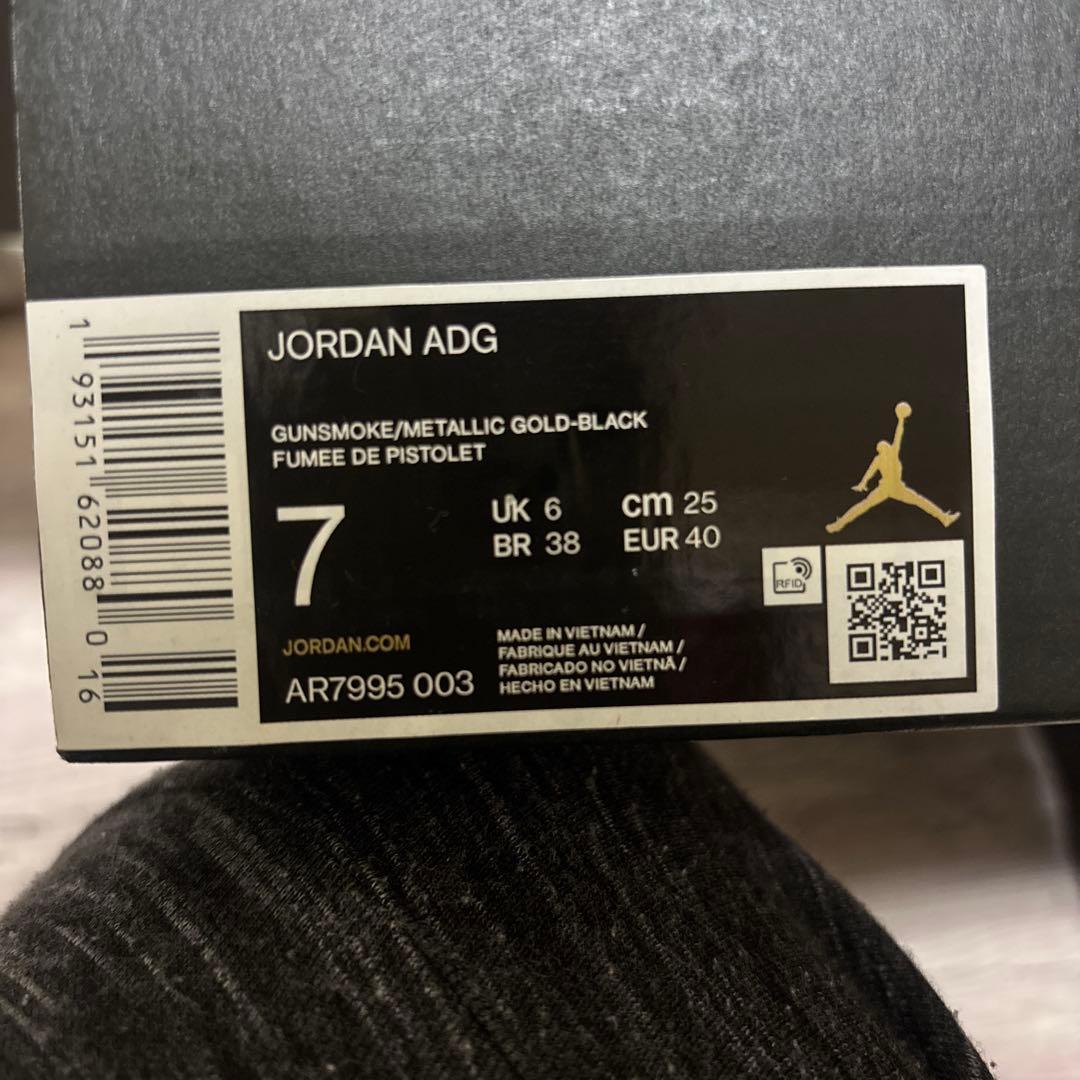 JORDAN ADG
GUNSMOKE/METALLIC GOLD-BLACK
FUMEE DE PISTOLET
7
UK 6
cm 25
BR 38
EUR 40
RFID
JORDAN.COM
AR7995 003
MADE IN VIETNAM /
FABRIQUE AU VIETNAM /
FABRICADO NO VIETNÃ /
HECHO EN VIETNAM
1 93151 62088 0 16